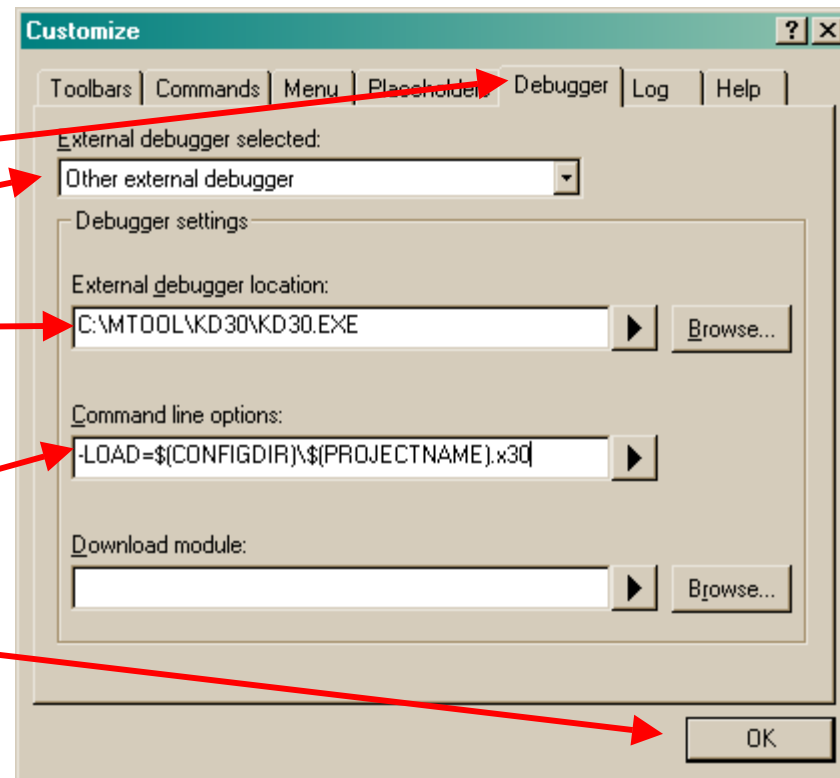 Customize
Toolbars Commands Menu Placeholders Debugger Log Help
External debugger selected:
Other external debugger
Debugger settings
External debugger location:
C:\MTOOL\KD30\KD30.EXE
Browse...
Command line options:
-LOAD=$(CONFIGDIR)\$(PROJECTNAME).x30
Download module:
Browse...
OK